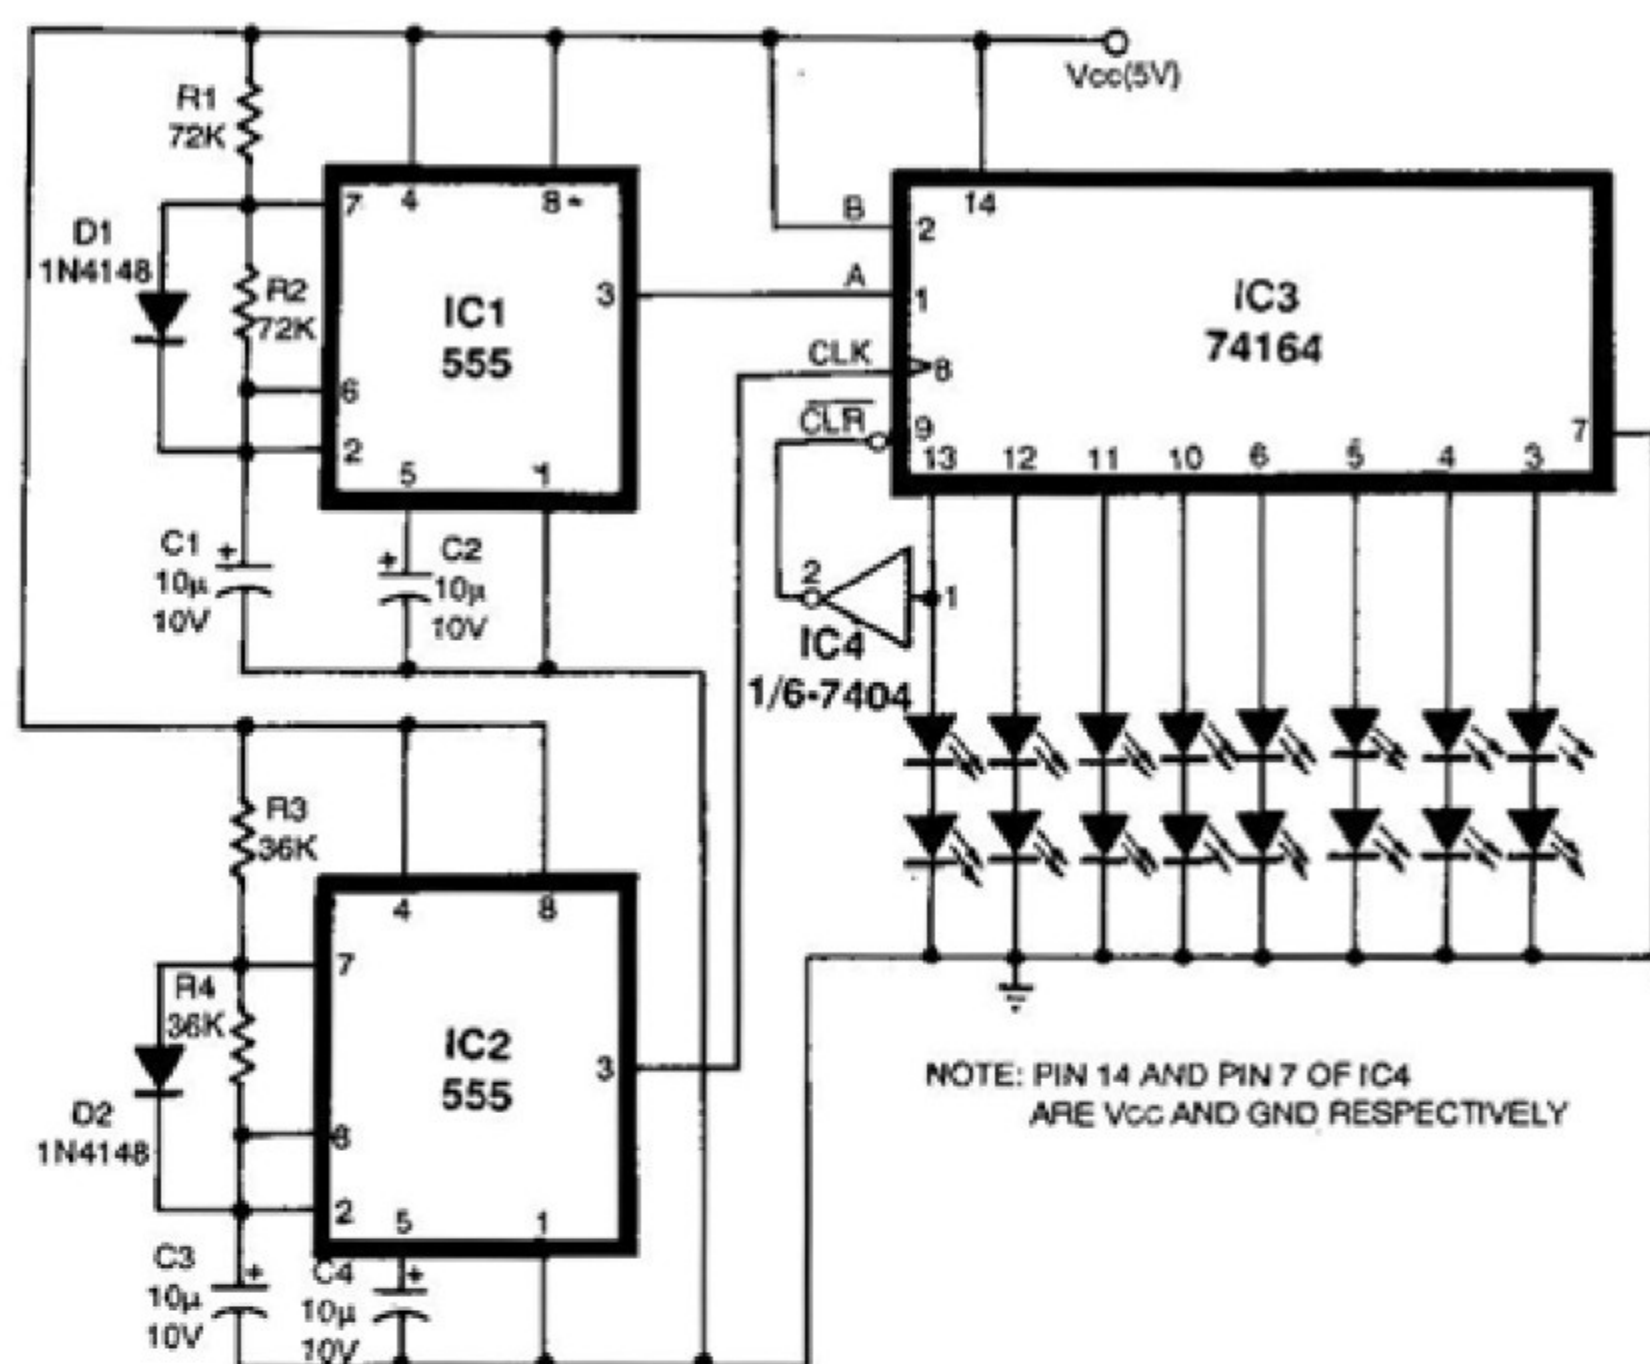 Vcc(5V)
R1
72K
7
4
8
14
B
2
D1
1N4148
R2
72K
3
A
1
IC1
555
IC3
74164
CLK
8
6
CLR
9
7
2
5
1
13
12
11
10
6
5
4
3
C1
+
10µ
10V
+
C2
10µ
10V
2
1
IC4
1/6-7404
R3
36K
4
8
7
R4
36K
IC2
555
3
NOTE: PIN 14 AND PIN 7 OF IC4
ARE Vcc AND GND RESPECTIVELY
D2
1N4148
6
2
5
1
C3
+
10µ
10V
C4
+
10µ
10V